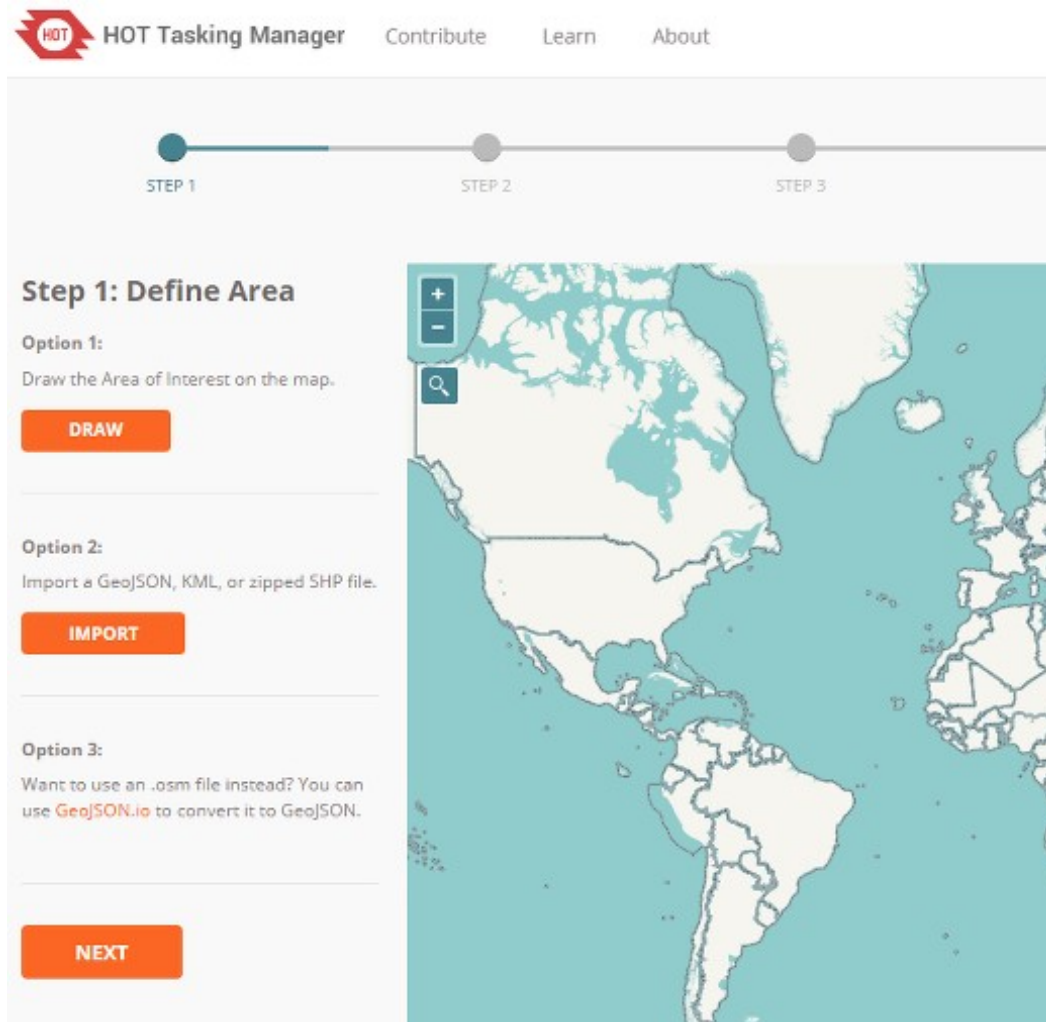 HOT HOT Tasking Manager Contribute Learn About
STEP 1 STEP 2 STEP 3
Step 1: Define Area
Option 1:
Draw the Area of Interest on the map.
DRAW
Option 2:
Import a GeoJSON, KML, or zipped SHP file.
IMPORT
Option 3:
Want to use an .osm file instead? You can
use GeoJSON.io to convert it to GeoJSON.
NEXT
+
−